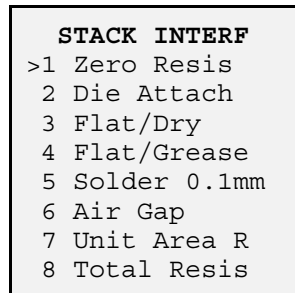 STACK INTERF
>1 Zero Resis
2 Die Attach
3 Flat/Dry
4 Flat/Grease
5 Solder 0.1mm
6 Air Gap
7 Unit Area R
8 Total Resis